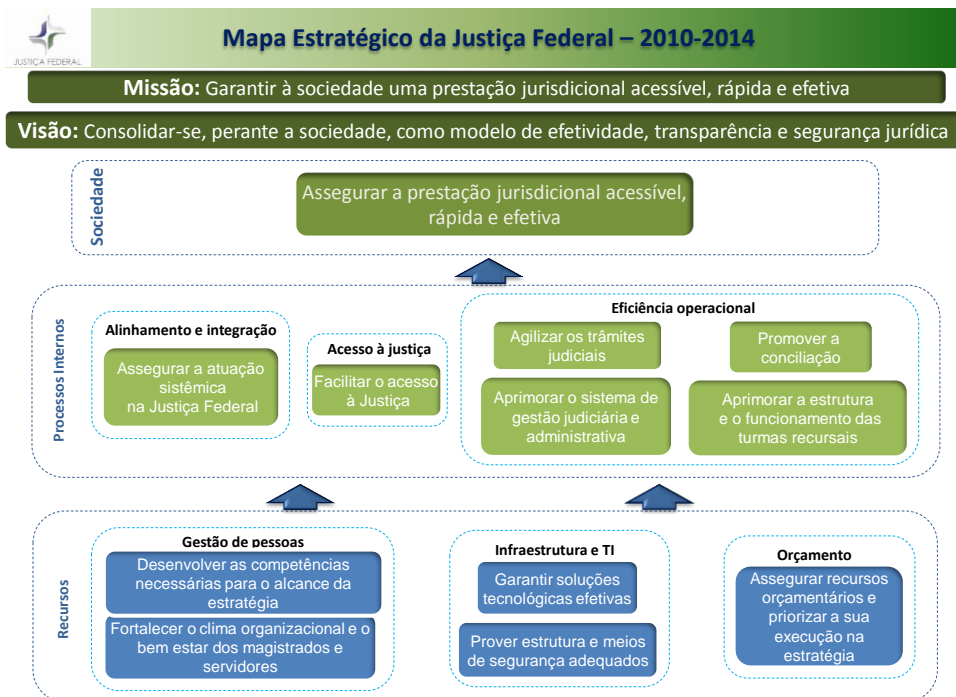 JUSTIÇA FEDERAL
Mapa Estratégico da Justiça Federal – 2010-2014
Missão: Garantir à sociedade uma prestação jurisdicional acessível, rápida e efetiva
Visão: Consolidar-se, perante a sociedade, como modelo de efetividade, transparência e segurança jurídica
Sociedade
Assegurar a prestação jurisdicional acessível,
rápida e efetiva
Processos Internos
Alinhamento e integração
Assegurar a atuação
sistêmica
na Justiça Federal
Acesso à justiça
Facilitar o acesso
à Justiça
Eficiência operacional
Agilizar os trâmites
judiciais
Promover a
conciliação
Aprimorar o sistema de
gestão judiciária e
administrativa
Aprimorar a estrutura
e o funcionamento das
turmas recursais
Recursos
Gestão de pessoas
Desenvolver as competências
necessárias para o alcance da
estratégia
Fortalecer o clima organizacional e o
bem estar dos magistrados e
servidores
Infraestrutura e TI
Garantir soluções
tecnológicas efetivas
Prover estrutura e meios
de segurança adequados
Orçamento
Assegurar recursos
orçamentários e
priorizar a sua
execução na
estratégia